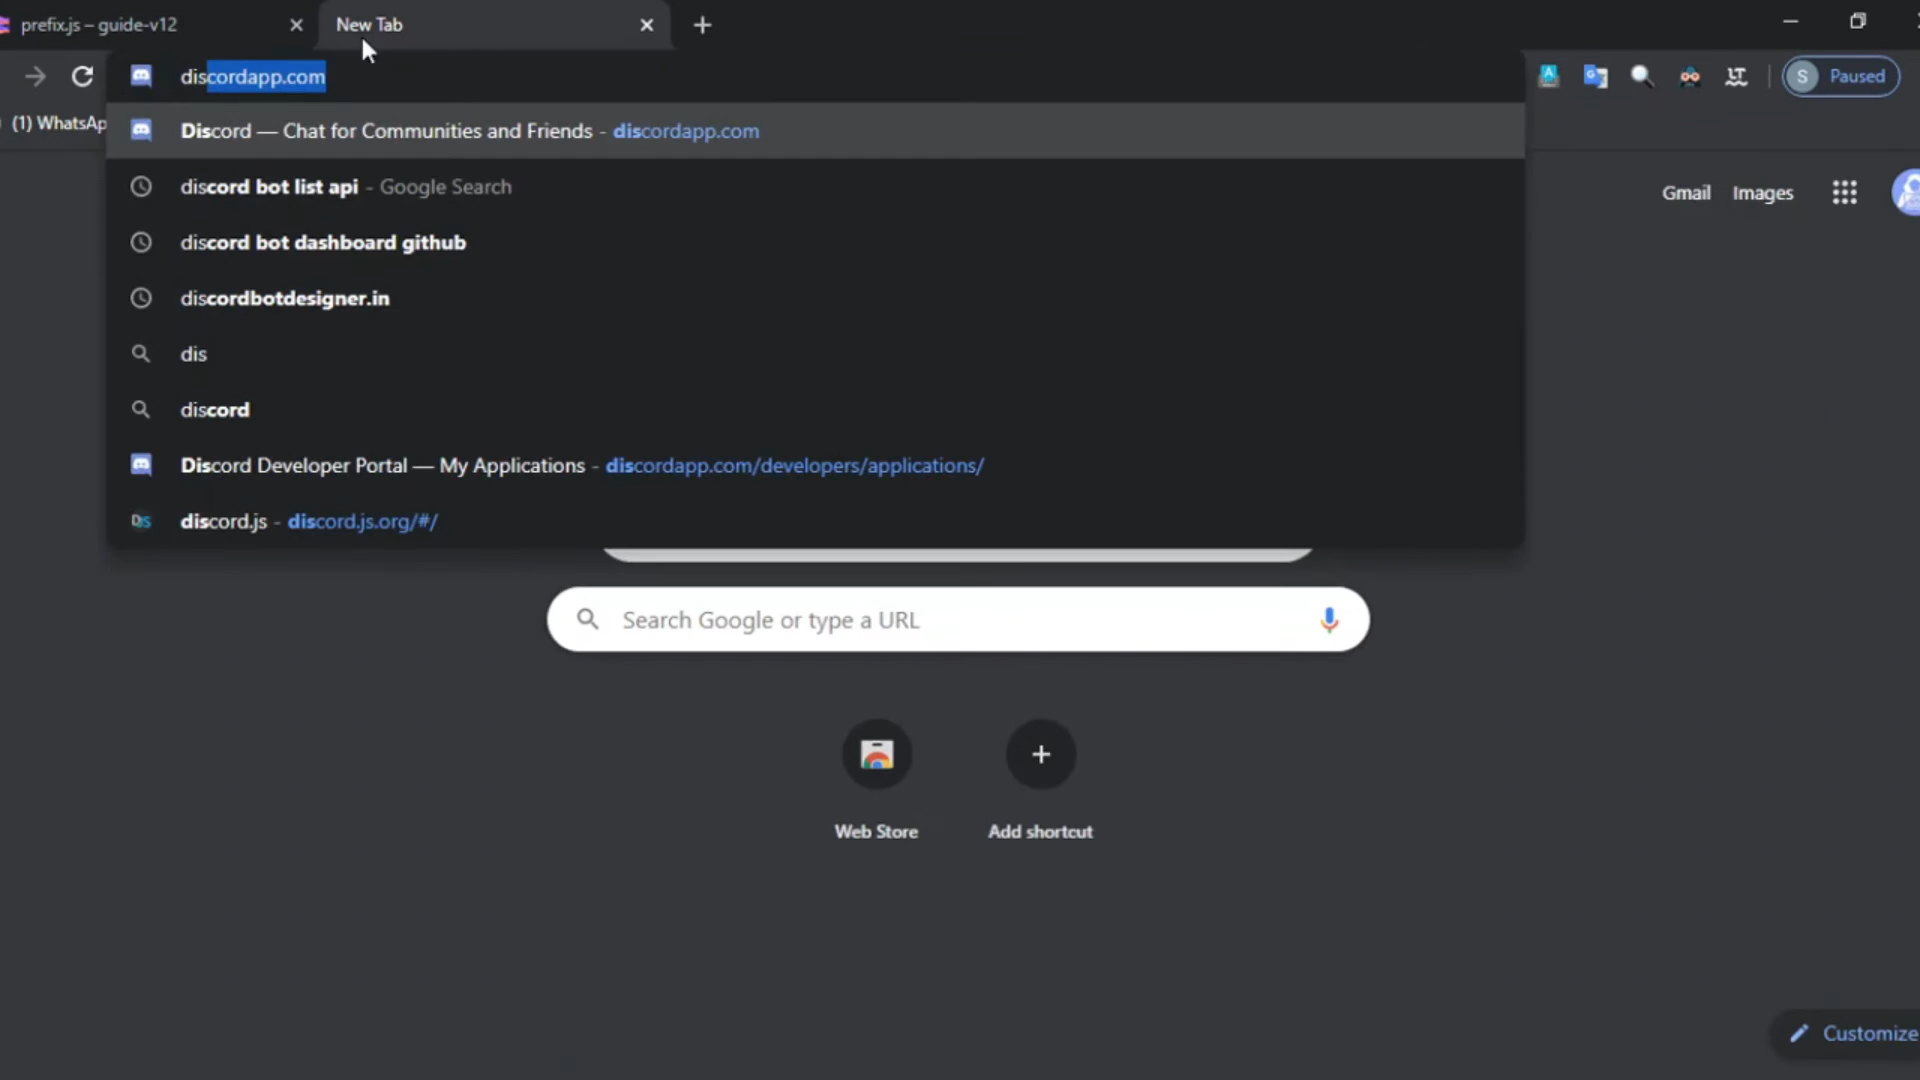 prefix.js – guide-v12
New Tab
discordapp.com
S Paused
(1) WhatsAp
Discord — Chat for Communities and Friends - discordapp.com
discord bot list api - Google Search
Gmail Images
discord bot dashboard github
discordbotdesigner.in
dis
discord
Discord Developer Portal — My Applications - discordapp.com/developers/applications/
discord.js - discord.js.org/#/
Search Google or type a URL
Web Store
Add shortcut
Customize